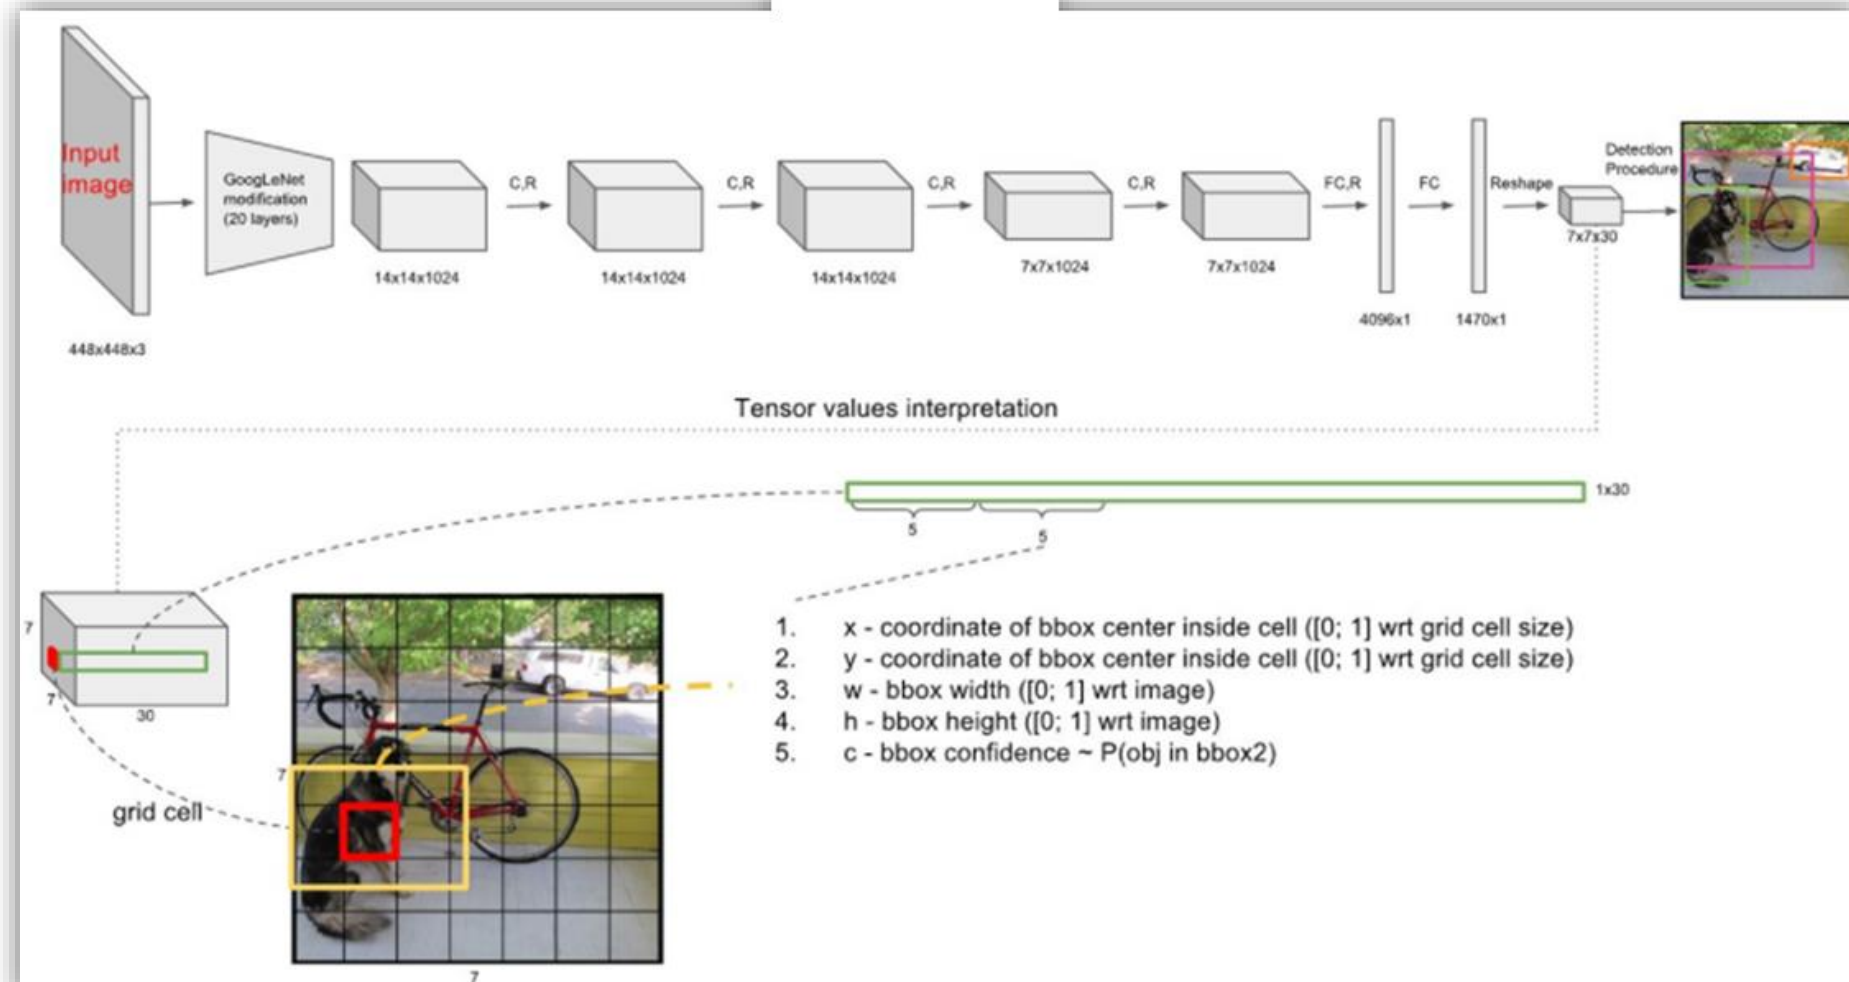 Input
image
448x448x3
GoogLeNet
modification
(20 layers)
14x14x1024
C,R
14x14x1024
C,R
14x14x1024
C,R
7x7x1024
C,R
7x7x1024
FC,R
4096x1
FC
1470x1
Reshape
7x7x30
Detection
Procedure
Tensor values interpretation
1x30
5
5
7
7
30
grid cell
7
7
1. x - coordinate of bbox center inside cell ([0; 1] wrt grid cell size)
2. y - coordinate of bbox center inside cell ([0; 1] wrt grid cell size)
3. w - bbox width ([0; 1] wrt image)
4. h - bbox height ([0; 1] wrt image)
5. c - bbox confidence ~ P(obj in bbox2)